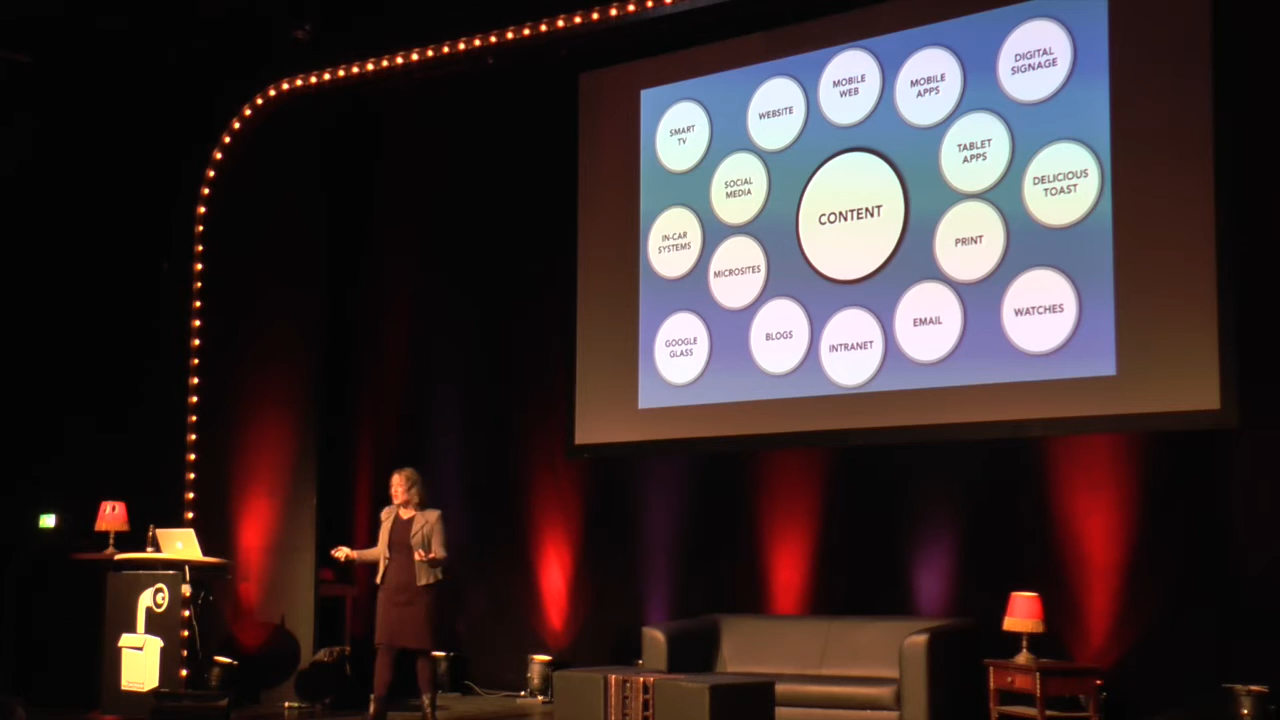 DIGITAL
SIGNAGE
MOBILE
WEB
MOBILE
APPS
WEBSITE
SMART
TV
TABLET
APPS
SOCIAL
MEDIA
DELICIOUS
TOAST
CONTENT
IN-CAR
SYSTEMS
PRINT
MICROSITES
WATCHES
EMAIL
BLOGS
INTRANET
GOOGLE
GLASS